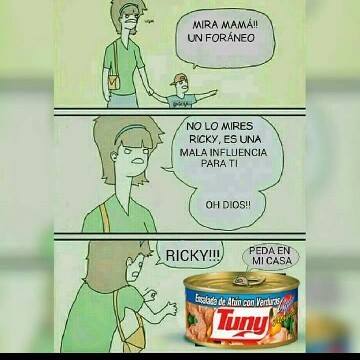 MIRA MAMÁ!!
UN FORÁNEO
NO LO MIRES
RICKY, ES UNA
MALA INFLUENCIA
PARA TI
OH DIOS!!
RICKY!!!
PEDA EN
MI CASA
Ensalada de Atún con Verduras
Tuny